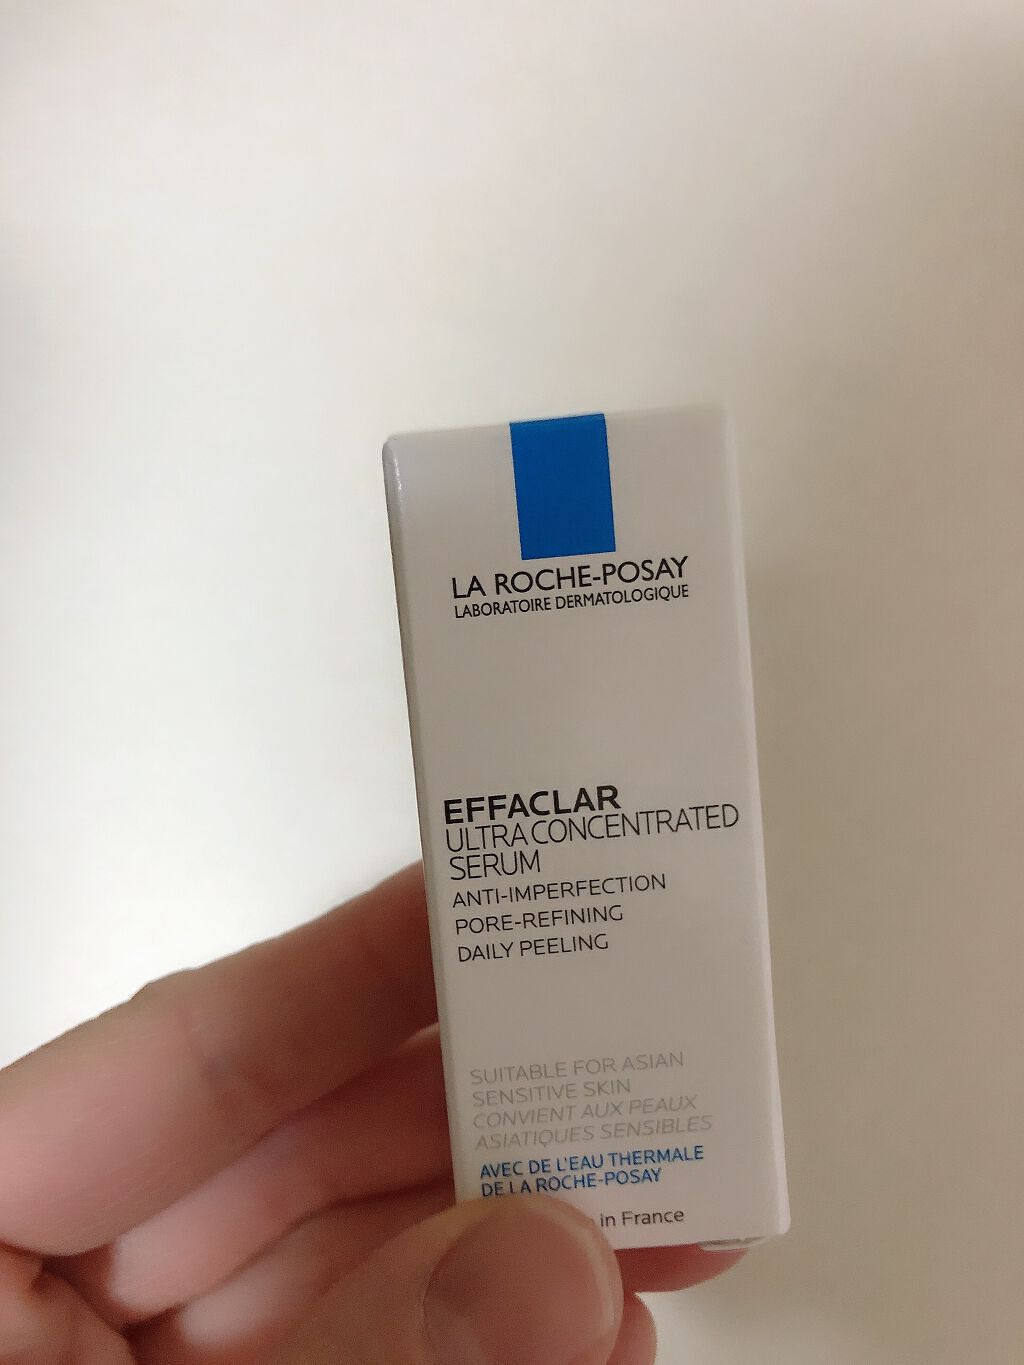 LA ROCHE-POSAY
LABORATOIRE DERMATOLOGIQUE
EFFACLAR
ULTRA CONCENTRATED
SERUM
ANTI-IMPERFECTION
PORE-REFINING
DAILY PEELING
SUITABLE FOR ASIAN
SENSITIVE SKIN
CONVIENT AUX PEAUX
ASIATIQUES SENSIBLES
AVEC DE L'EAU THERMALE
DE LA ROCHE-POSAY
in France